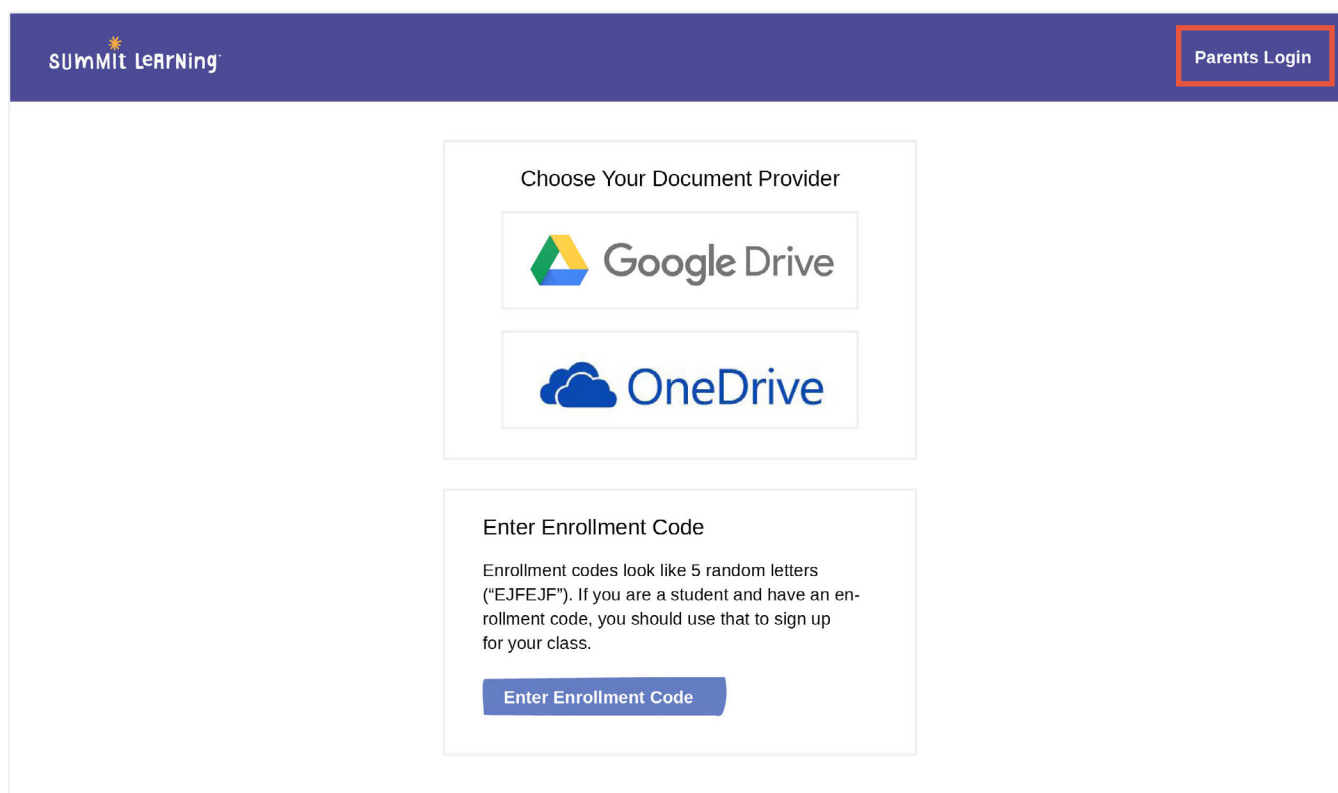 SUMMIT LEARNING
Parents Login
Choose Your Document Provider
Google Drive
OneDrive
Enter Enrollment Code
Enrollment codes look like 5 random letters
(“EJFEJF”). If you are a student and have an en-
rollment code, you should use that to sign up
for your class.
Enter Enrollment Code